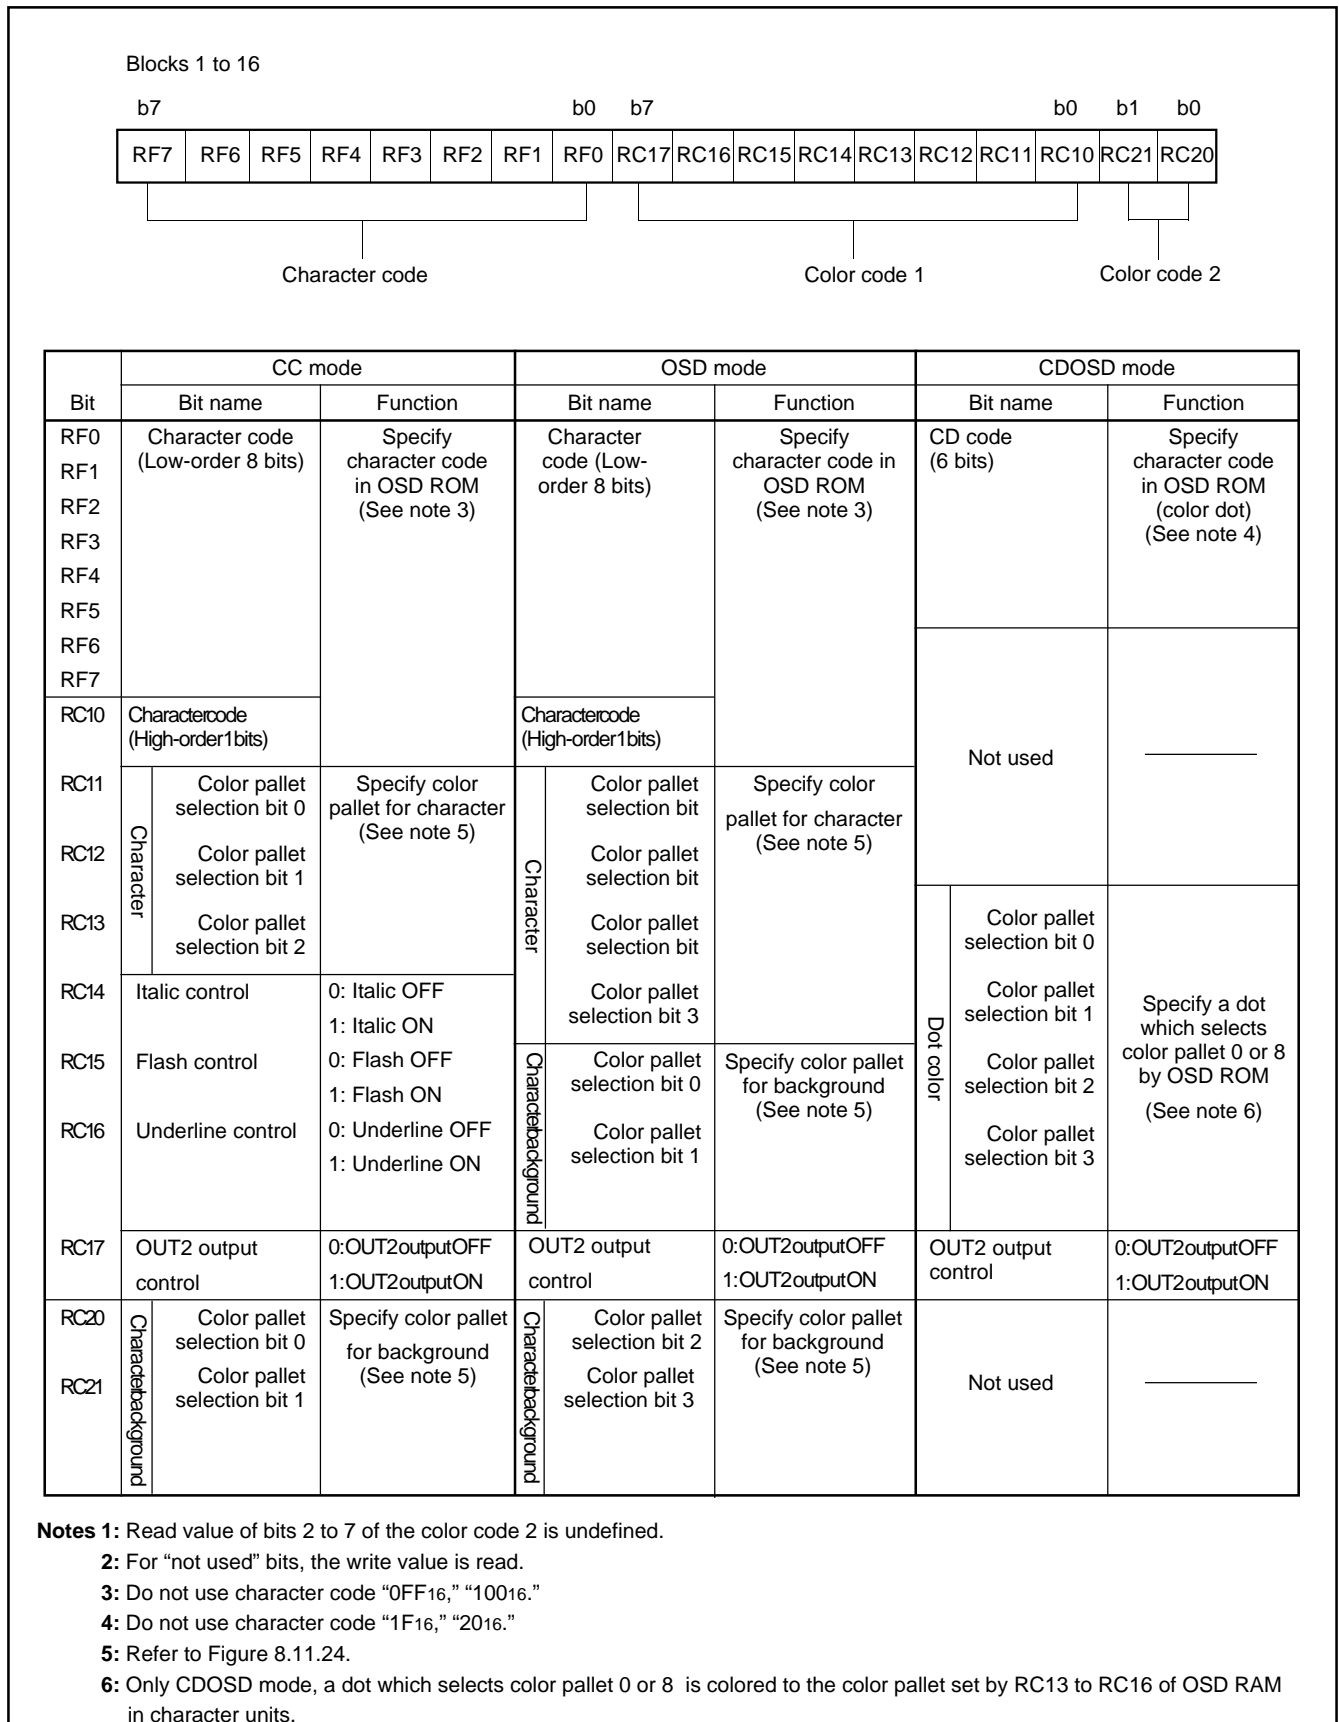 Blocks 1 to 16
b7 b0 b7 b0 b1 b0
RF7 RF6 RF5 RF4 RF3 RF2 RF1 RF0 RC17 RC16 RC15 RC14 RC13 RC12 RC11 RC10 RC21 RC20
Character code Color code 1 Color code 2
CC mode OSD mode CDOSD mode
Bit Bit name Function Bit name Function Bit name Function
RF0 Character code Specify Character Specify CD code Specify
(Low-order 8 bits) character code code (Low- character code in (6 bits) character code
RF1
in OSD ROM order 8 bits) OSD ROM in OSD ROM
RF2 (See note 3) (See note 3) (color dot)
RF3 (See note 4)
RF4
RF5
RF6
RF7
RC10 Charactercode Charactercode
(High-order1bits) (High-order1bits)
Not used
RC11 Color pallet Specify color Color pallet Specify color
selection bit 0 pallet for character selection bit pallet for character
(See note 5) (See note 5)
Character Character
RC12 Color pallet Color pallet
selection bit 1 selection bit
RC13 Color pallet Color pallet Color pallet
selection bit 2 selection bit selection bit 0
RC14 Italic control 0: Italic OFF Color pallet Color pallet Specify a dot
1: Italic ON selection bit 3 selection bit 1 which selects
Dot color color pallet 0 or 8
RC15 Flash control 0: Flash OFF Color pallet Specify color pallet Color pallet by OSD ROM
1: Flash ON selection bit 0 for background selection bit 2 (See note 6)
(See note 5)
Characterbackground
RC16 Underline control 0: Underline OFF Color pallet Color pallet
1: Underline ON selection bit 1 selection bit 3
RC17 OUT2 output 0:OUT2outputOFF OUT2 output 0:OUT2outputOFF OUT2 output 0:OUT2outputOFF
control 1:OUT2outputON control 1:OUT2outputON control 1:OUT2outputON
RC20 Color pallet Specify color pallet Color pallet Specify color pallet
selection bit 0 for background selection bit 2 for background
Characterbackground (See note 5) Characterbackground (See note 5)
RC21 Color pallet Color pallet Not used
selection bit 1 selection bit 3
Notes 1: Read value of bits 2 to 7 of the color code 2 is undefined.
2: For “not used” bits, the write value is read.
3: Do not use character code “0FF16,” “10016.”
4: Do not use character code “1F16,” “2016.”
5: Refer to Figure 8.11.24.
6: Only CDOSD mode, a dot which selects color pallet 0 or 8 is colored to the color pallet set by RC13 to RC16 of OSD RAM
in character units.